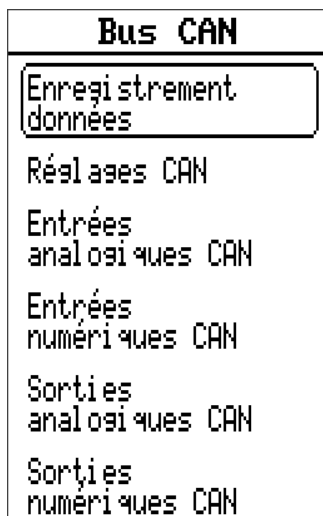 Bus CAN
Enregistrement
données
Réglages CAN
Entrées
analogiques CAN
Entrées
numériques CAN
Sorties
analogiques CAN
Sorties
numériques CAN